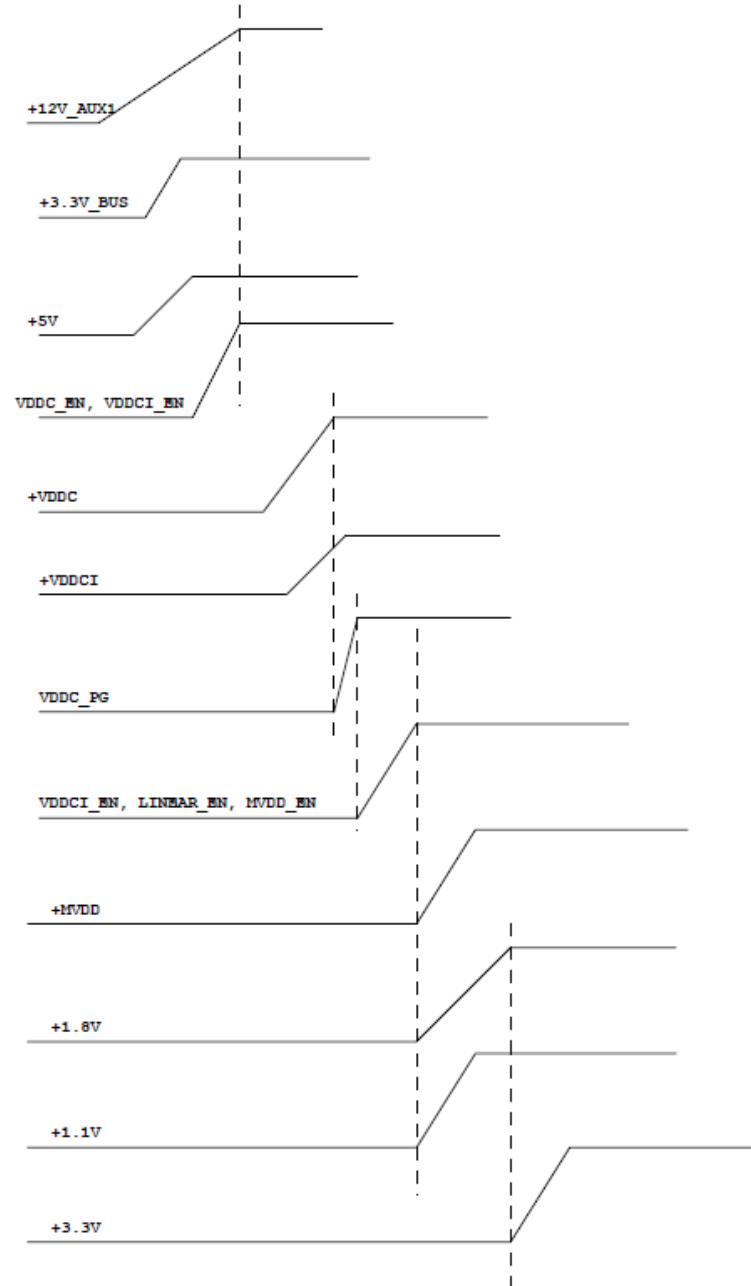 +12V_AUX1
+3.3V_BUS
+5V
VDDC_EN, VDDCI_EN
+VDDC
+VDDCI
VDDC_PG
VDDCI_EN, LINEAR_EN, MVDD_EN
+MVDD
+1.8V
+1.1V
+3.3V